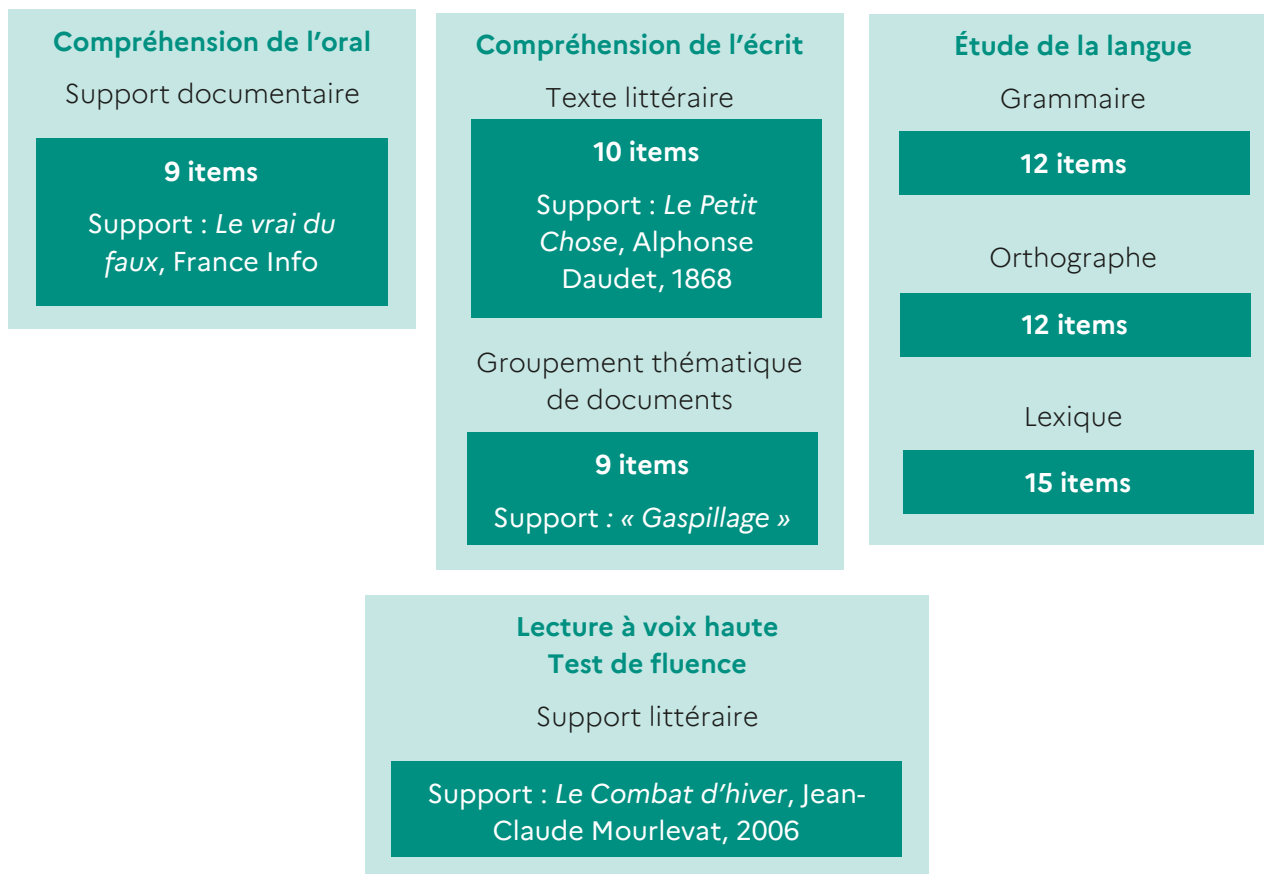 Compréhension de l'oral
Support documentaire
9 items
Support : Le vrai du
faux, France Info
Compréhension de l'écrit
Texte littéraire
10 items
Support : Le Petit
Chose, Alphonse
Daudet, 1868
Groupement thématique
de documents
9 items
Support : « Gaspillage »
Étude de la langue
Grammaire
12 items
Orthographe
12 items
Lexique
15 items
Lecture à voix haute
Test de fluence
Support littéraire
Support : Le Combat d'hiver, Jean-
Claude Mourlevat, 2006